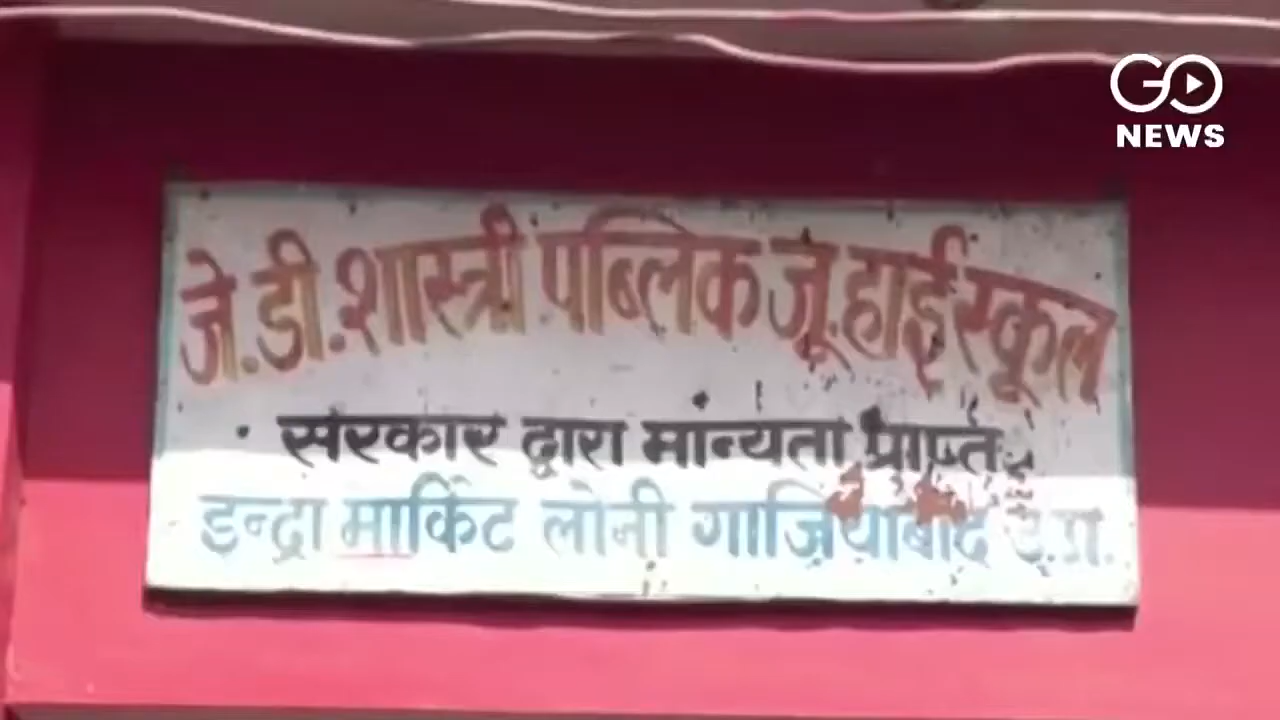 GO
NEWS
जे.डी.शास्त्री पब्लिक जू.हाई स्कूल
सरकार द्वारा मान्यता प्राप्त
इन्द्रा मार्किट लोनी गाजियाबाद उ.प्र.